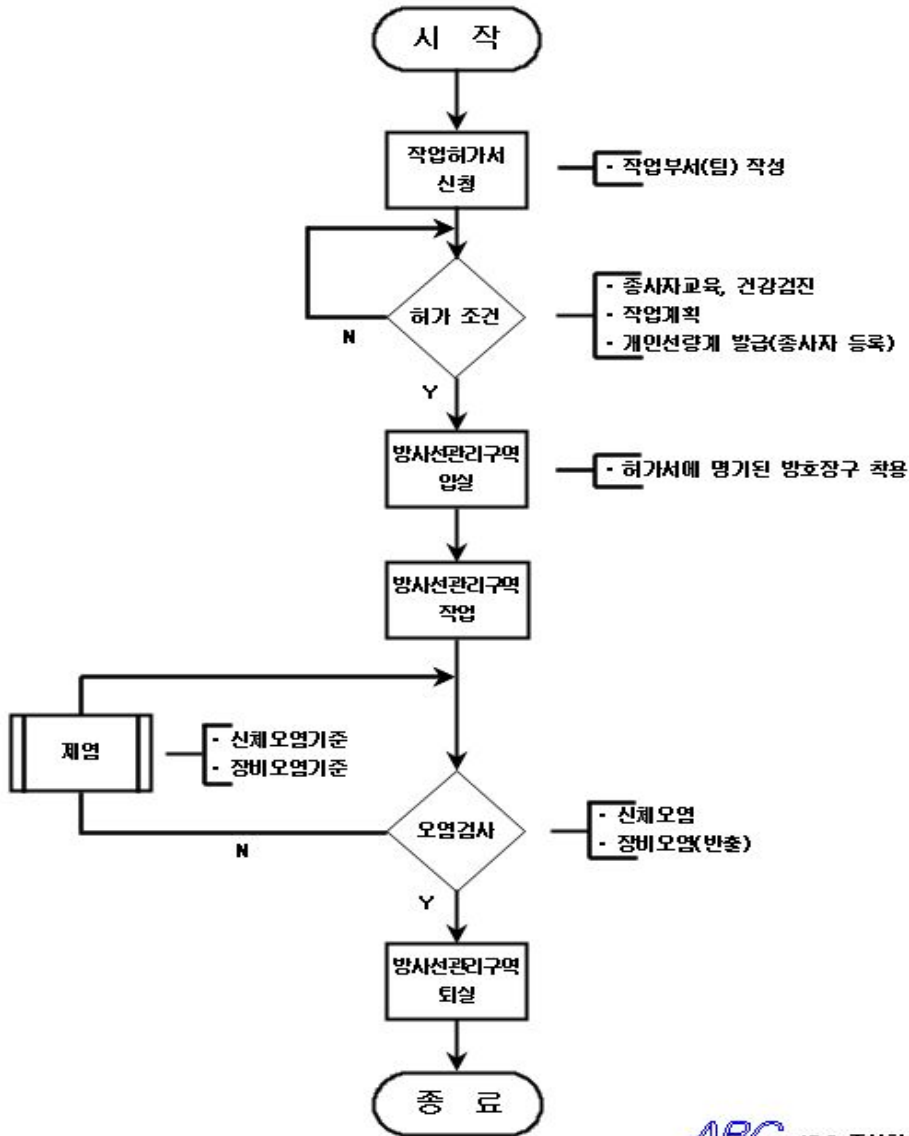 시 작
작업허가서
신청
- 작업부서(팀) 작성
허가 조건
- 종사자교육, 건강검진
- 작업계획
- 개인선량계 발급(종사자 등록)
N
Y
방사선관리구역
입실
- 허가서에 명기된 방호장구 착용
방사선관리구역
작업
제염
- 신체오염기준
- 장비오염기준
오염검사
- 신체오염
- 장비오염(반출)
N
Y
방사선관리구역
퇴실
종 료
ABC